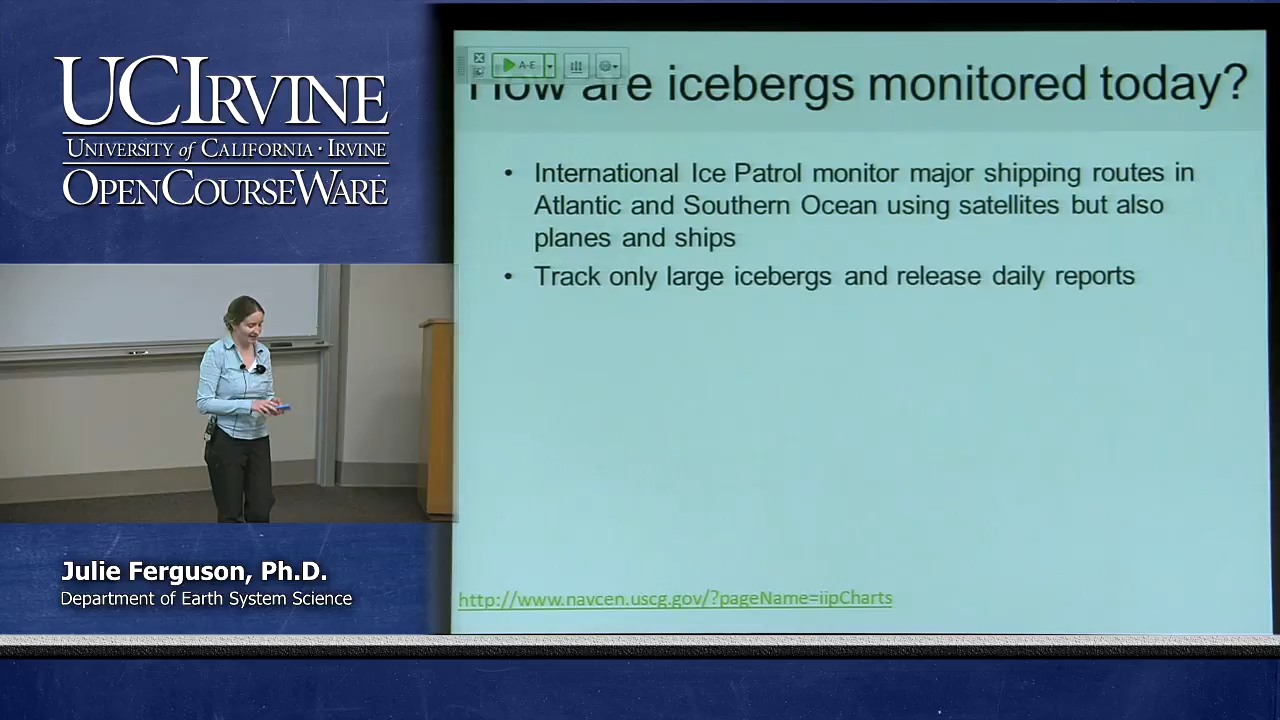 UCIRVINE
UNIVERSITY of CALIFORNIA · IRVINE
OPENCOURSEWARE
A-E
How are icebergs monitored today?
• International Ice Patrol monitor major shipping routes in
Atlantic and Southern Ocean using satellites but also
planes and ships
• Track only large icebergs and release daily reports
http://www.navcen.uscg.gov/?pageName=iipCharts
Julie Ferguson, Ph.D.
Department of Earth System Science